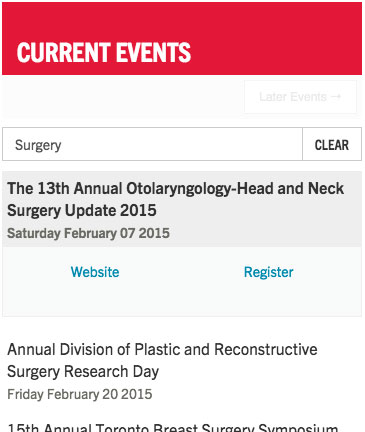 CURRENT EVENTS
Later Events →
Surgery
CLEAR
The 13th Annual Otolaryngology-Head and Neck
Surgery Update 2015
Saturday February 07 2015
Website
Register
Annual Division of Plastic and Reconstructive
Surgery Research Day
Friday February 20 2015
15th Annual Toronto Breast Surgery Symposium